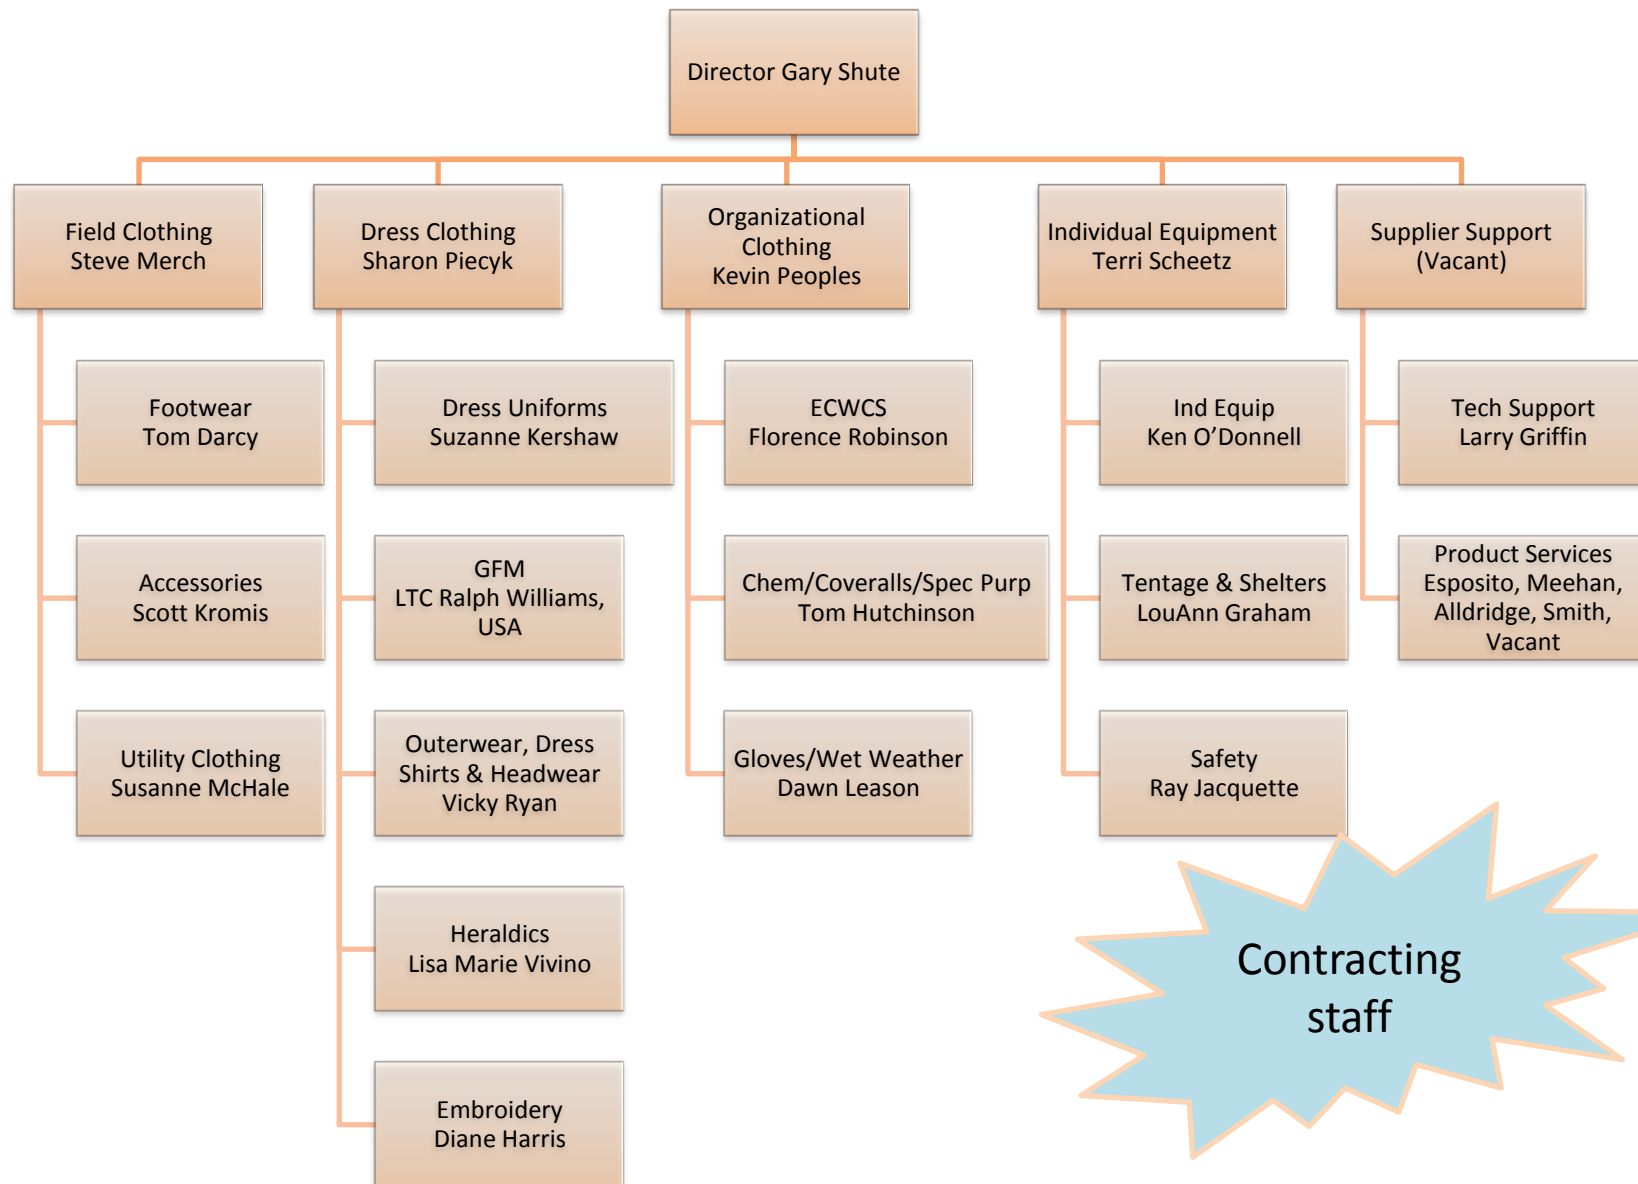 Director Gary Shute
Field Clothing
Steve Merch
Dress Clothing
Sharon Piecyk
Organizational
Clothing
Kevin Peoples
Individual Equipment
Terri Scheetz
Supplier Support
(Vacant)
Footwear
Tom Darcy
Dress Uniforms
Suzanne Kershaw
ECWCS
Florence Robinson
Ind Equip
Ken O’Donnell
Tech Support
Larry Griffin
Accessories
Scott Kromis
GFM
LTC Ralph Williams,
USA
Chem/Coveralls/Spec Purp
Tom Hutchinson
Tentage & Shelters
LouAnn Graham
Product Services
Esposito, Meehan,
Alldridge, Smith,
Vacant
Utility Clothing
Susanne McHale
Outerwear, Dress
Shirts & Headwear
Vicky Ryan
Gloves/Wet Weather
Dawn Leason
Safety
Ray Jacquette
Heraldics
Lisa Marie Vivino
Contracting
staff
Embroidery
Diane Harris